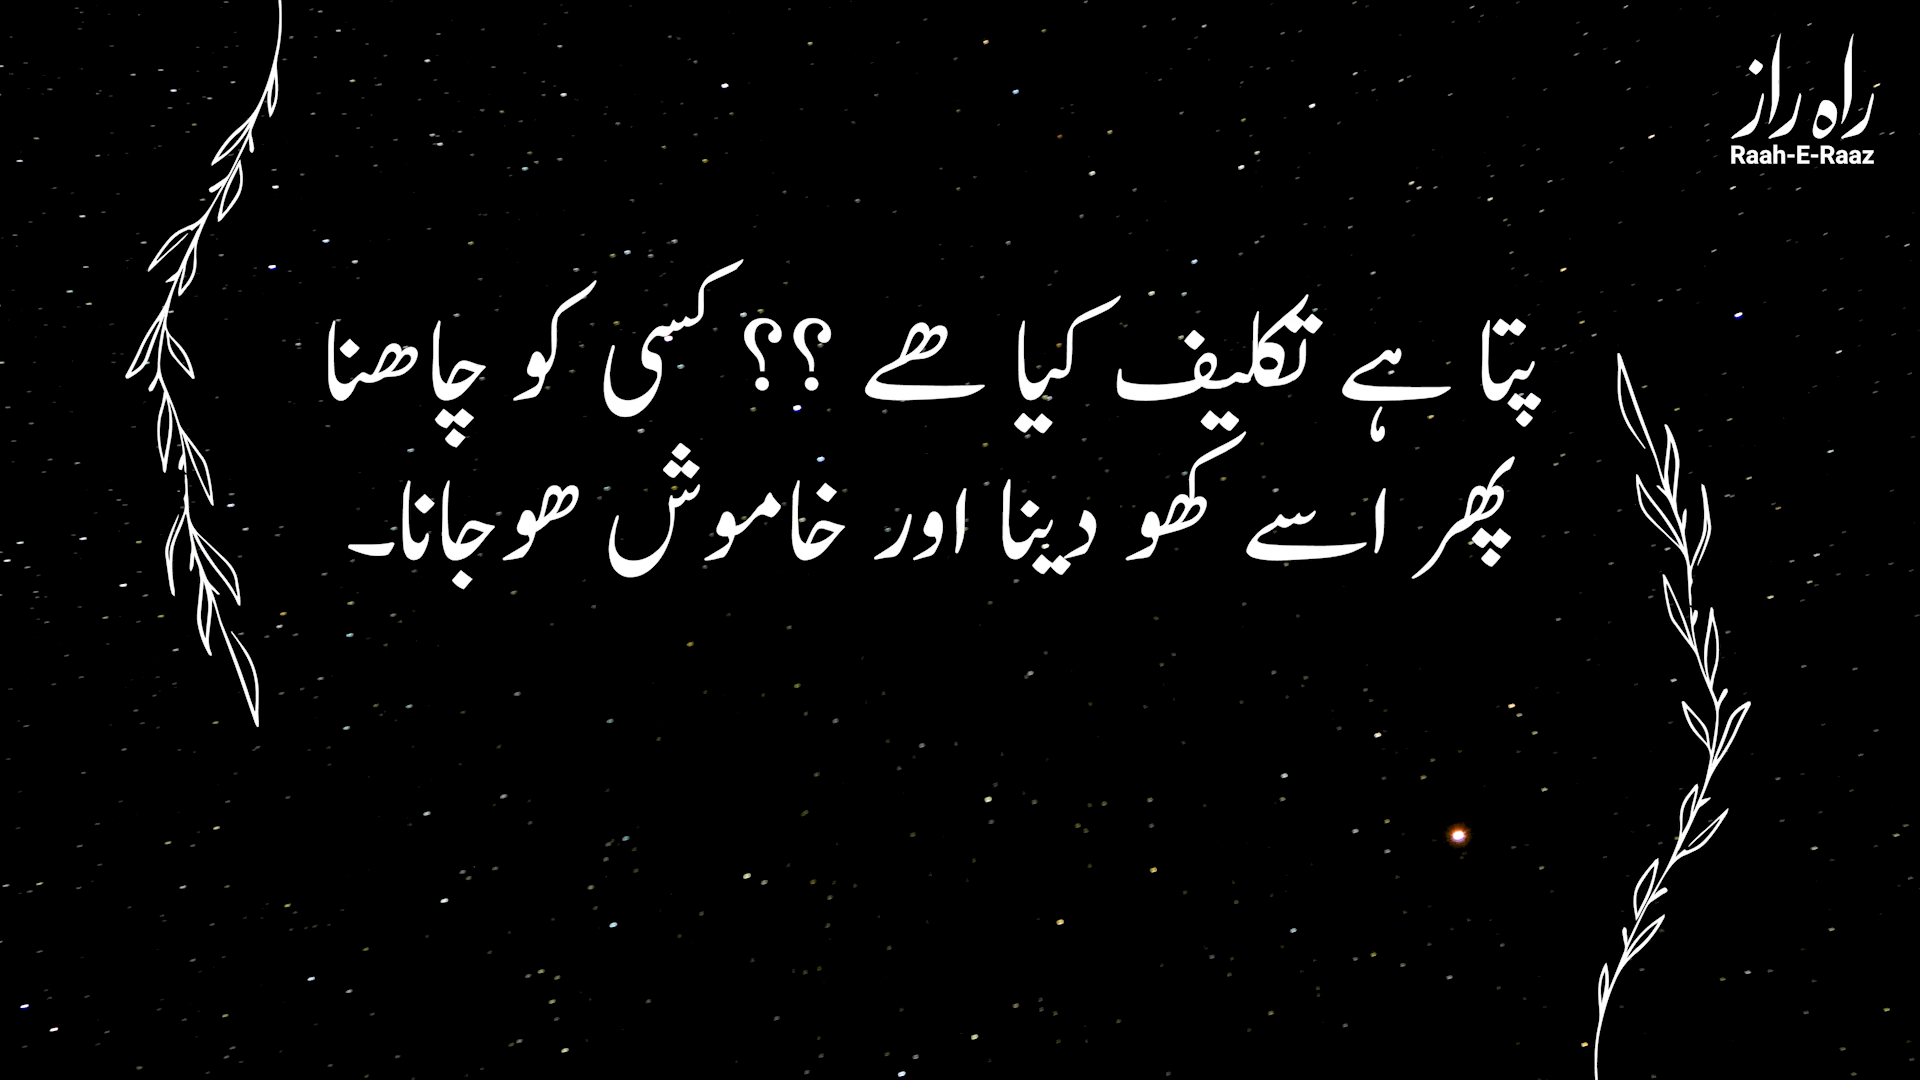 راہ راز
Raah-E-Raaz
پتا ہے تکلیف کیا ھے ؟؟ کسی کو چاھنا
پھر اسے کھو دینا اور خاموش ھو جانا۔